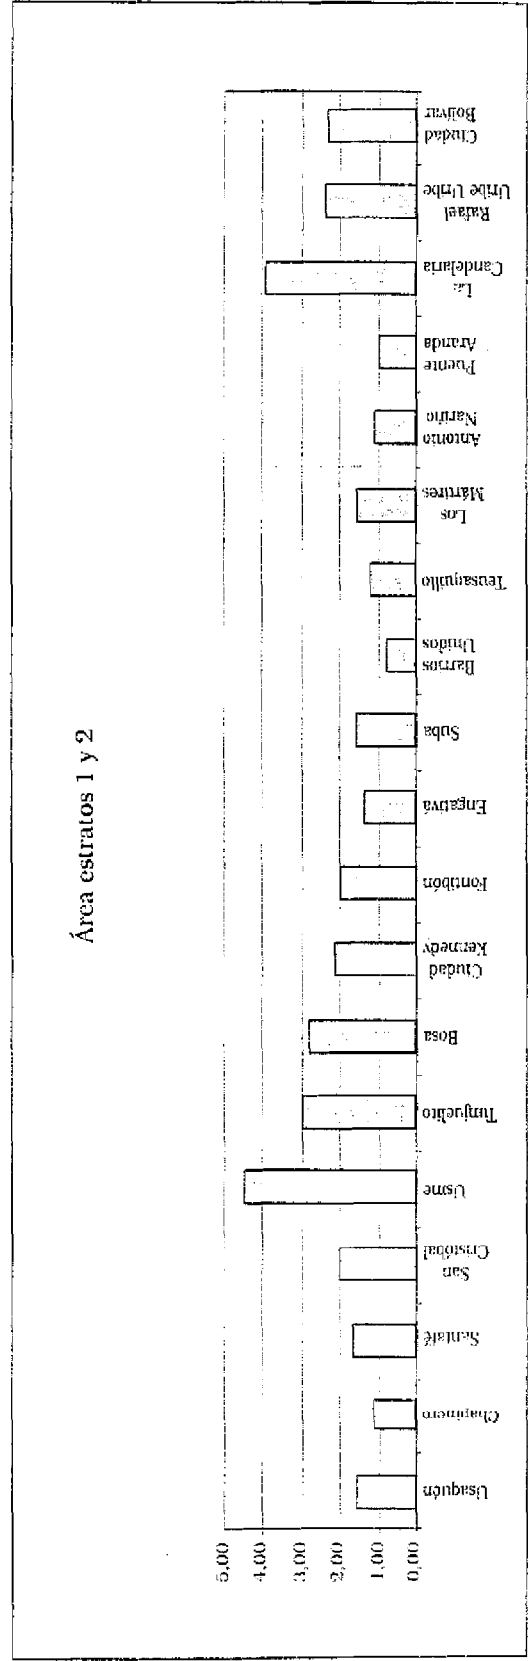 Área estratos 1 y 2
5,00
4,00
3,00
2,00
1,00
0,00
Usaquén
Chapinero
Santafé
San
Cristóbal
Usme
Tunjuelito
Bosa
Ciudad
Kennedy
Fontibón
Engativá
Suba
Barrios
Unidos
Teusaquillo
Los
Mártires
Antonio
Nariño
Puente
Aranda
La
Candelaria
Rafael
Uribe Uribe
Ciudad
Bolívar